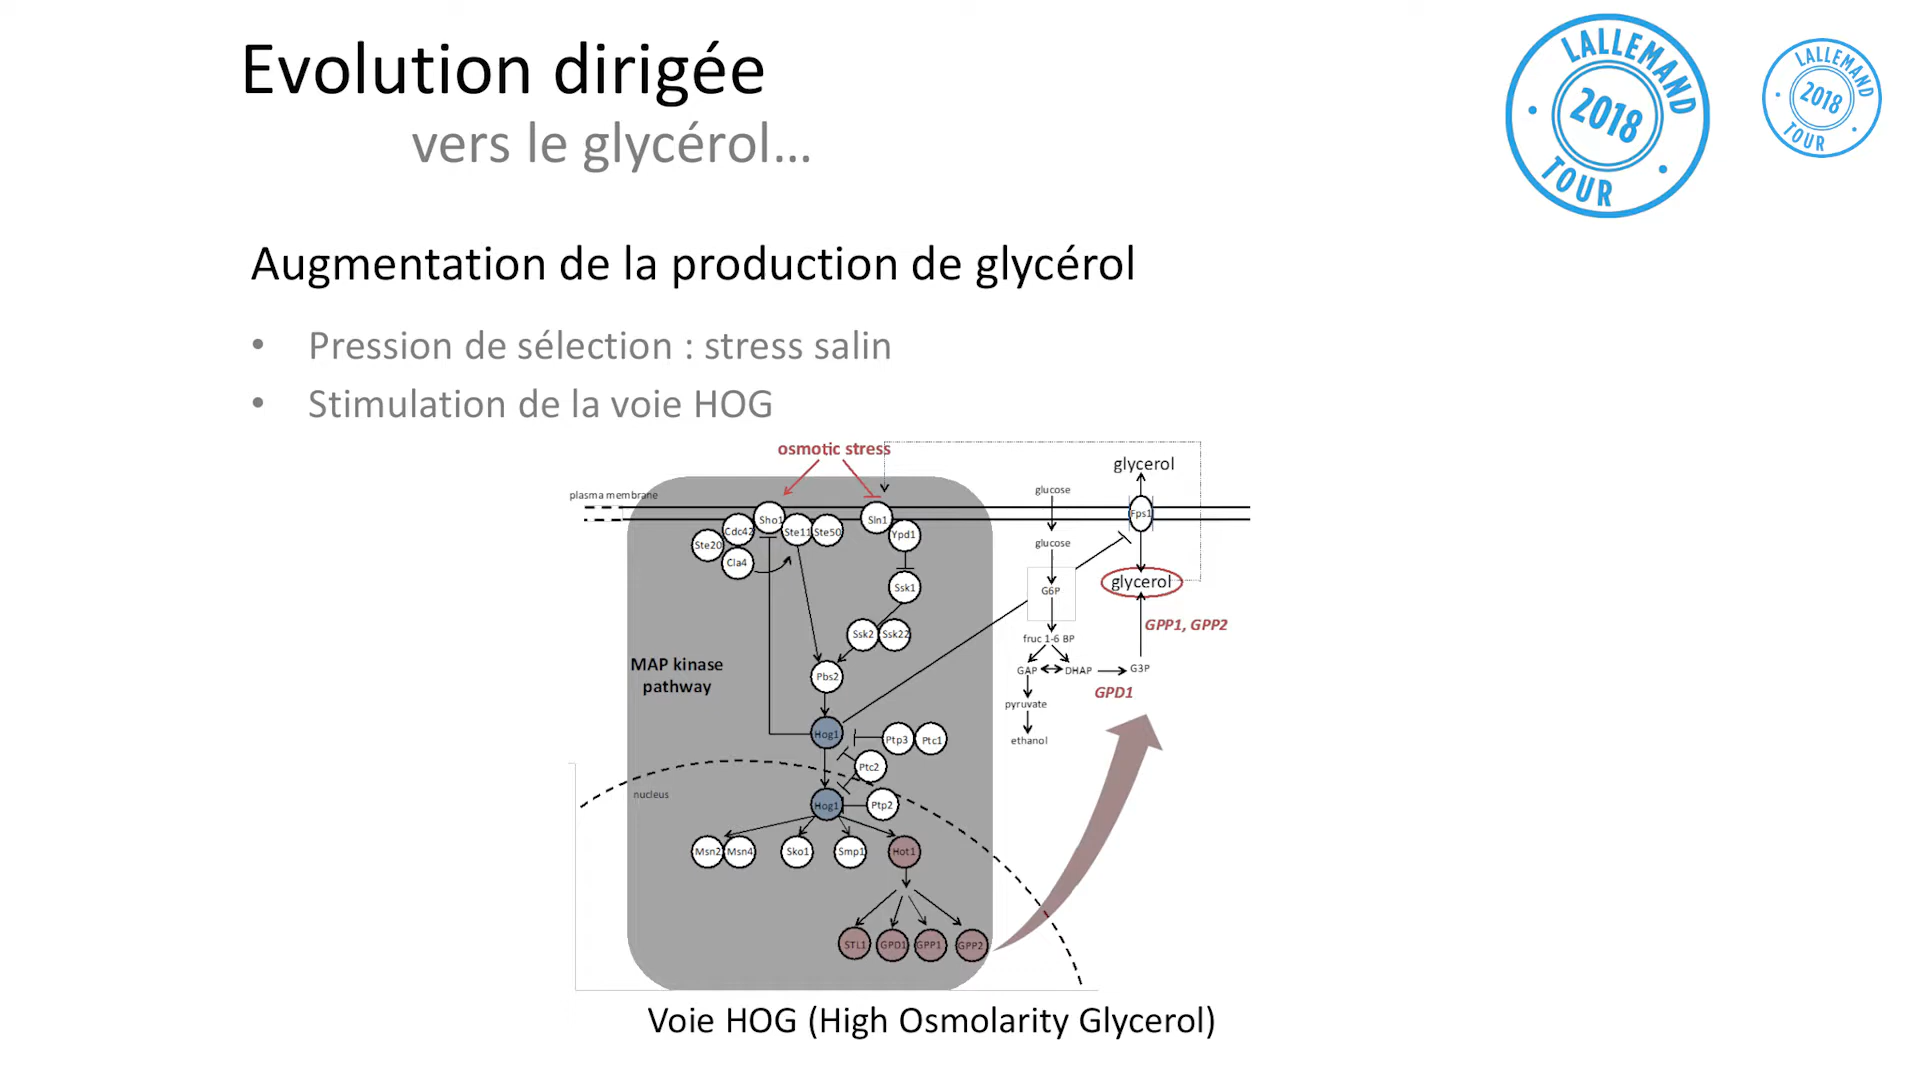 Evolution dirigée
vers le glycérol...
LALLEMAND
2018
TOUR
LALLEMAND
2018
TOUR
Augmentation de la production de glycérol
• Pression de sélection : stress salin
• Stimulation de la voie HOG
osmotic stress
plasma membrane
glycerol
glucose
Sho1
Sln1
Fps1
Cdc42
Ste11
Ste50
Ste20
Ypd1
glucose
Cla4
Ssk1
G6P
glycerol
GPP1, GPP2
Ssk2
Ssk22
fruc 1-6 BP
MAP kinase
pathway
Pbs2
GAP
DHAP
G3P
GPD1
pyruvate
Hog1
Ptp3
Ptc1
ethanol
Ptc2
nucleus
Hog1
Ptp2
Msn2
Msn4
Sko1
Smp1
Hot1
STL1
GPD1
GPP1
GPP2
Voie HOG (High Osmolarity Glycerol)